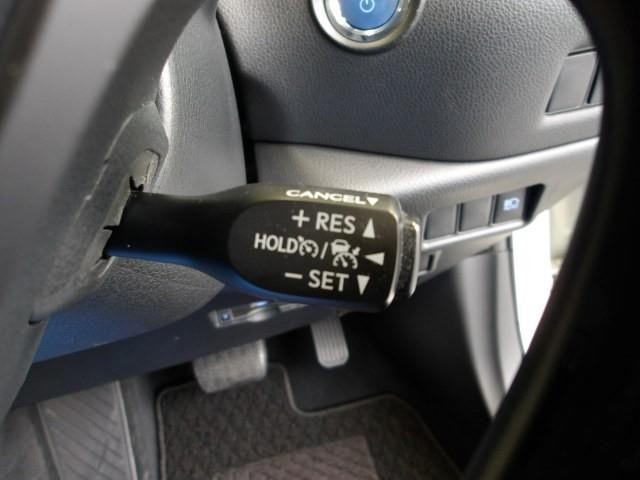 CANCEL
+ RES
HOLD /
– SET